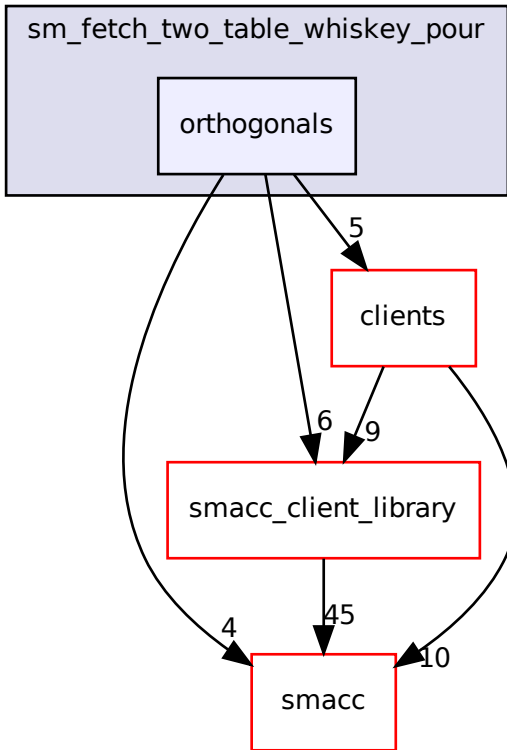 sm_fetch_two_table_whiskey_pour
orthogonals
5
clients
6
9
smacc_client_library
45
4
10
smacc